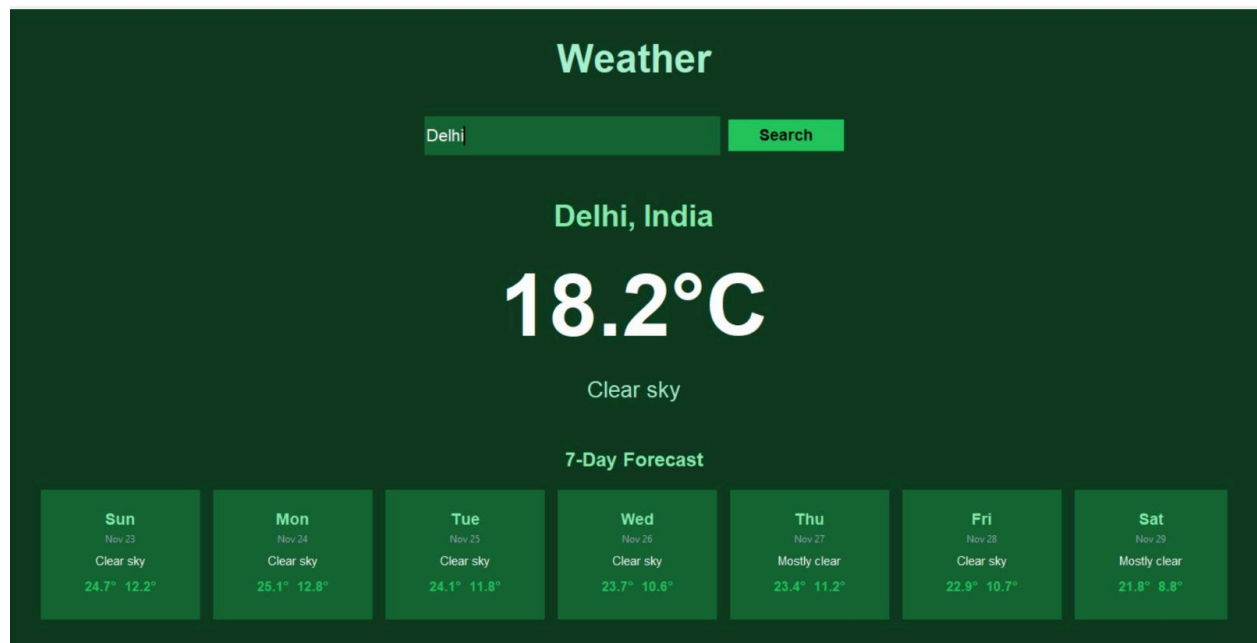 Weather
Delhi
Search
Delhi, India
18.2°C
Clear sky
7-Day Forecast
Sun
Nov 23
Clear sky
24.7° 12.2°
Mon
Nov 24
Clear sky
25.1° 12.8°
Tue
Nov 25
Clear sky
24.1° 11.8°
Wed
Nov 26
Clear sky
23.7° 10.6°
Thu
Nov 27
Mostly clear
23.4° 11.2°
Fri
Nov 28
Clear sky
22.9° 10.7°
Sat
Nov 29
Mostly clear
21.8° 8.8°